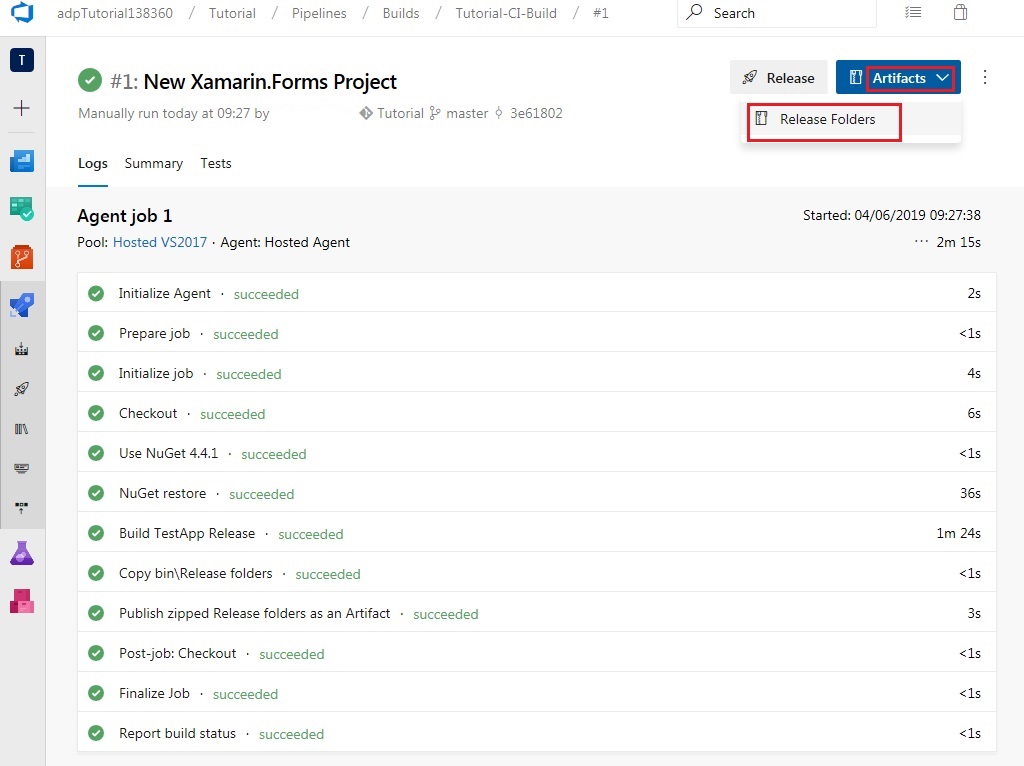 adpTutorial138360 / Tutorial / Pipelines / Builds / Tutorial-CI-Build / #1
Search
T
#1: New Xamarin.Forms Project
Release
Artifacts
Manually run today at 09:27 by
Tutorial master 3e61802
Release Folders
Logs Summary Tests
Agent job 1
Started: 04/06/2019 09:27:38
Pool: Hosted VS2017 · Agent: Hosted Agent
··· 2m 15s
Initialize Agent · succeeded 2s
Prepare job · succeeded <1s
Initialize job · succeeded 4s
Checkout · succeeded 6s
Use NuGet 4.4.1 · succeeded <1s
NuGet restore · succeeded 36s
Build TestApp Release · succeeded 1m 24s
Copy bin\Release folders · succeeded <1s
Publish zipped Release folders as an Artifact · succeeded 3s
Post-job: Checkout · succeeded <1s
Finalize Job · succeeded <1s
Report build status · succeeded <1s